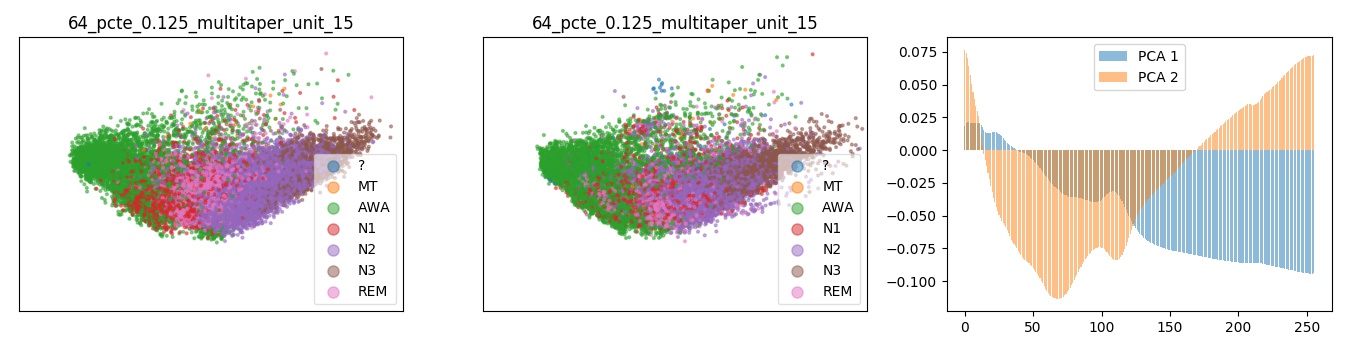 64_pcte_0.125_multitaper_unit_15
?
MT
AWA
N1
N2
N3
REM
64_pcte_0.125_multitaper_unit_15
?
MT
AWA
N1
N2
N3
REM
PCA 1
PCA 2
0.075
0.050
0.025
0.000
−0.025
−0.050
−0.075
−0.100
0 50 100 150 200 250